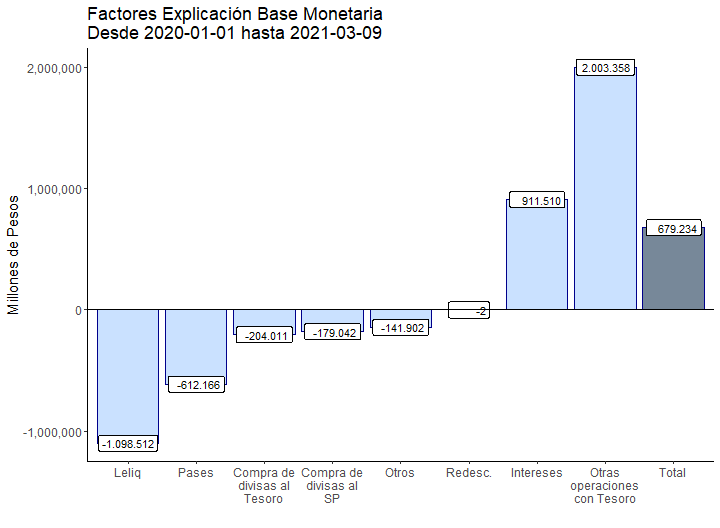 Factores Explicación Base Monetaria
Desde 2020-01-01 hasta 2021-03-09
Millones de Pesos
2,000,000
1,000,000
0
-1,000,000
-1.098.512
-612.166
-204.011
-179.042
-141.902
-2
911.510
2.003.358
679.234
Leliq
Pases
Compra de
divisas al
Tesoro
Compra de
divisas al
SP
Otros
Redesc.
Intereses
Otras
operaciones
con Tesoro
Total